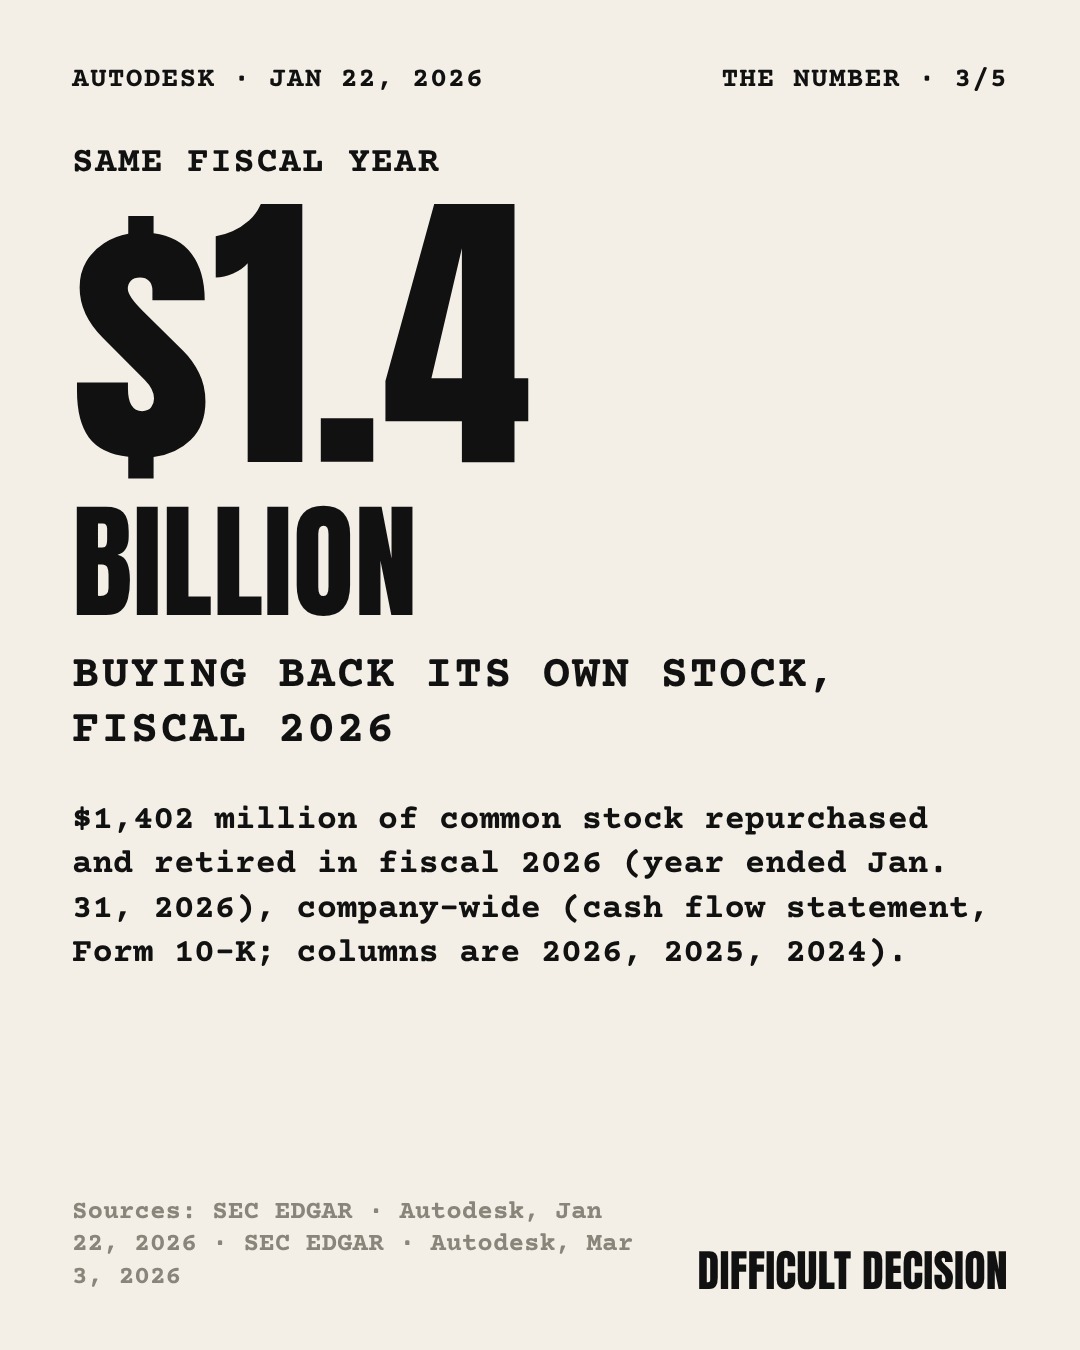 AUTODESK · JAN 22, 2026
THE NUMBER · 3/5
SAME FISCAL YEAR
$1.4
BILLION
BUYING BACK ITS OWN STOCK,
FISCAL 2026
$1,402 million of common stock repurchased
and retired in fiscal 2026 (year ended Jan.
31, 2026), company-wide (cash flow statement,
Form 10-K; columns are 2026, 2025, 2024).
Sources: SEC EDGAR · Autodesk, Jan
22, 2026 · SEC EDGAR · Autodesk, Mar
3, 2026
DIFFICULT DECISION